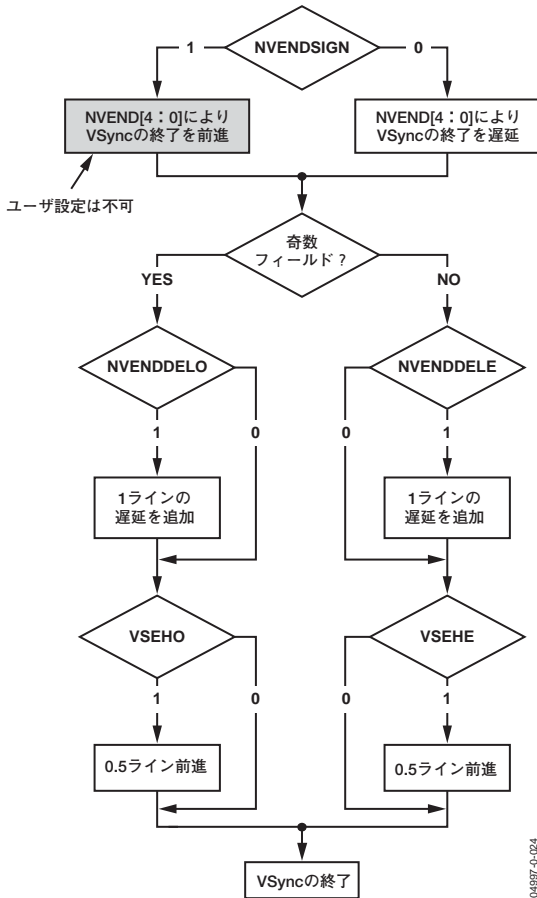 NVENDSIGN
1
0
NVEND[4：0]により
VSyncの終了を前進
NVEND[4：0]により
VSyncの終了を遅延
ユーザ設定は不可
奇数
フィールド？
YES
NO
NVENDDELO
NVENDDELE
1
0
0
1
1ラインの
遅延を追加
1ラインの
遅延を追加
VSEHO
VSEHE
1
0
0
1
0.5ライン前進
0.5ライン前進
VSyncの終了
04997-0-024